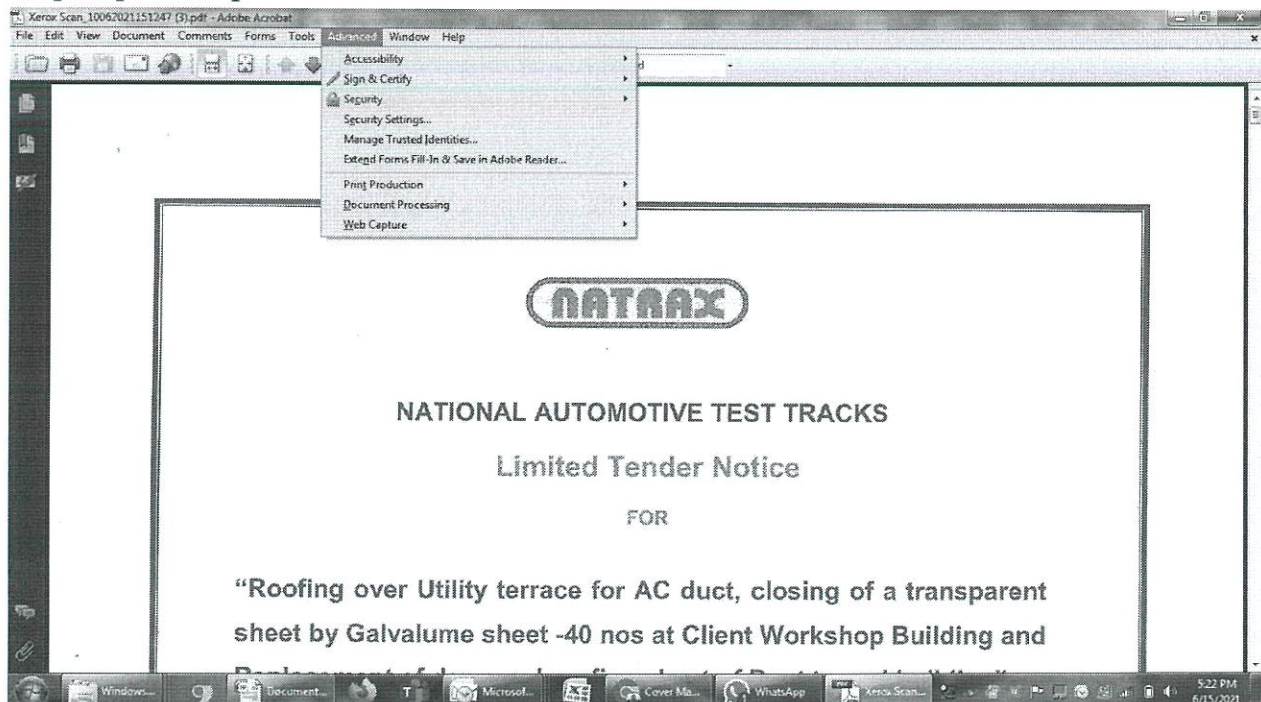 Xerox Scan_10062021151247 (3).pdf - Adobe Acrobat
File Edit View Document Comments Forms Tools Advanced Window Help
Accessibility
Sign & Certify
Security
Security Settings...
Manage Trusted Identities...
Extend Forms Fill-In & Save in Adobe Reader...
Print Production
Document Processing
Web Capture
NATRAX
NATIONAL AUTOMOTIVE TEST TRACKS
Limited Tender Notice
FOR
“Roofing over Utility terrace for AC duct, closing of a transparent
sheet by Galvalume sheet -40 nos at Client Workshop Building and
Windows... Document... Microsof... Cover Ma... WhatsApp Xerox Scan... 5:22 PM
6/15/2021